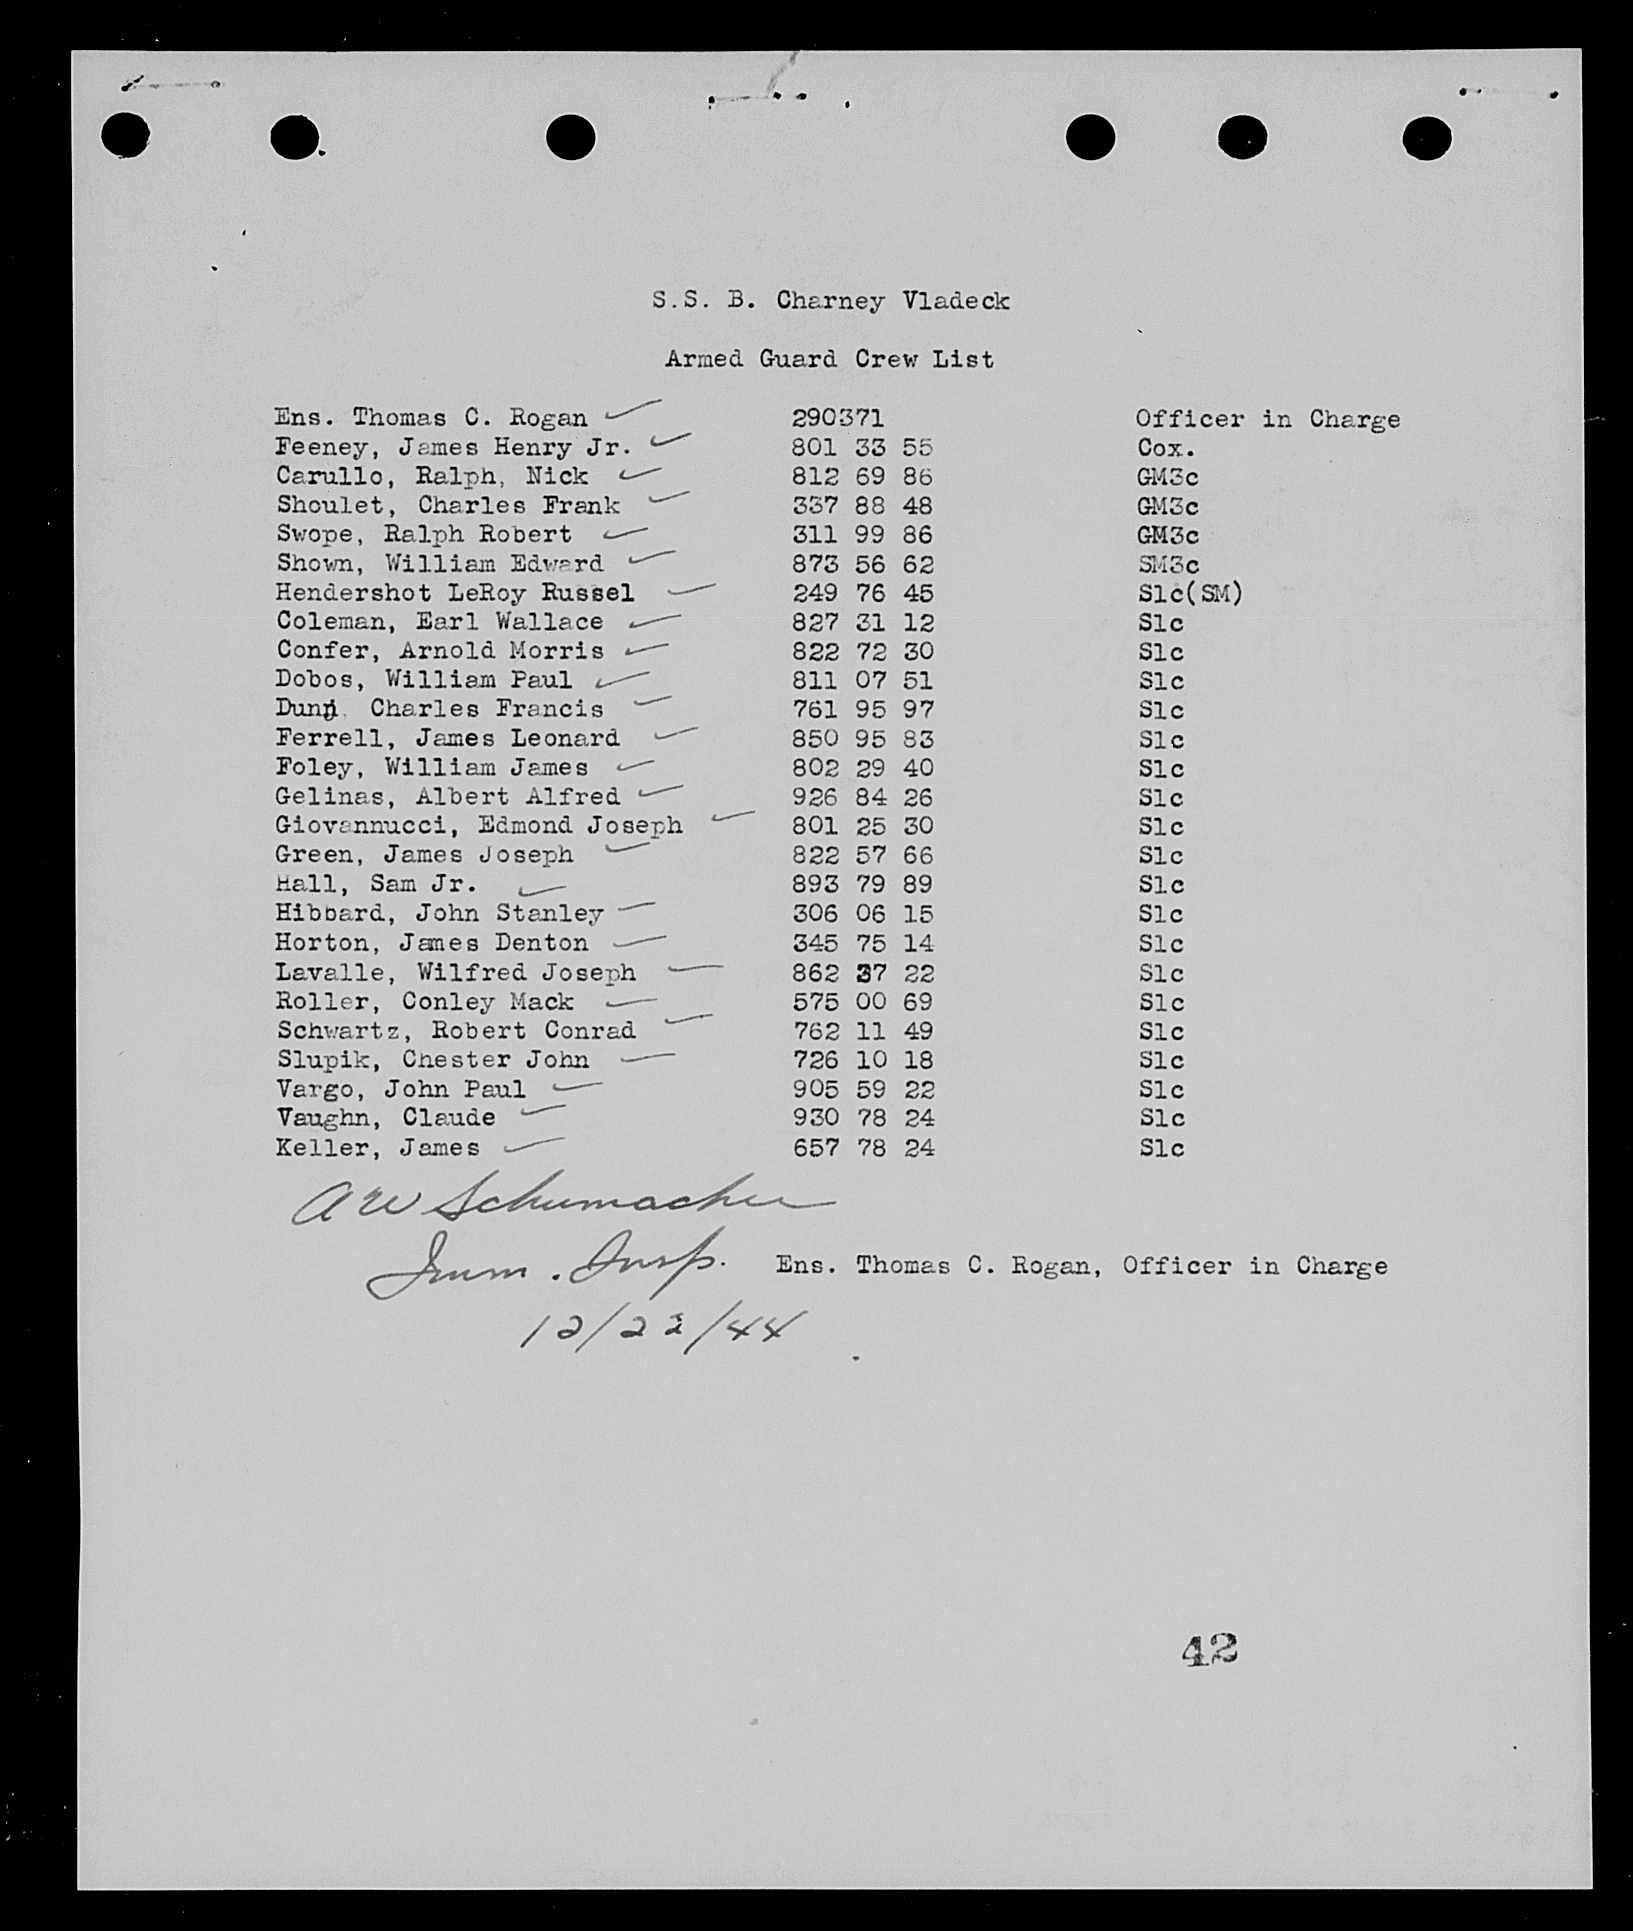 S.S. B. Charney Vladeck
Armed Guard Crew List
Ens. Thomas C. Rogan 290371 Officer in Charge
Feeney, James Henry Jr. 801 33 55 Cox.
Carullo, Ralph, Nick 812 69 86 GM3c
Shoulet, Charles Frank 337 88 48 GM3c
Swope, Ralph Robert 311 99 86 GM3c
Shown, William Edward 873 56 62 SM3c
Hendershot LeRoy Russel 249 76 45 S1c(SM)
Coleman, Earl Wallace 827 31 12 S1c
Confer, Arnold Morris 822 72 30 S1c
Dobos, William Paul 811 07 51 S1c
Dunn, Charles Francis 761 95 97 S1c
Ferrell, James Leonard 850 95 83 S1c
Foley, William James 802 29 40 S1c
Gelinas, Albert Alfred 926 84 26 S1c
Giovannucci, Edmond Joseph 801 25 30 S1c
Green, James Joseph 822 57 66 S1c
Hall, Sam Jr. 893 79 89 S1c
Hibbard, John Stanley 306 06 15 S1c
Horton, James Denton 345 75 14 S1c
Lavalle, Wilfred Joseph 862 37 22 S1c
Roller, Conley Mack 575 00 69 S1c
Schwartz, Robert Conrad 762 11 49 S1c
Slupik, Chester John 726 10 18 S1c
Vargo, John Paul 905 59 22 S1c
Vaughn, Claude 930 78 24 S1c
Keller, James 657 78 24 S1c
A W Schumacher
Imm. Insp. Ens. Thomas C. Rogan, Officer in Charge
12/22/44
42